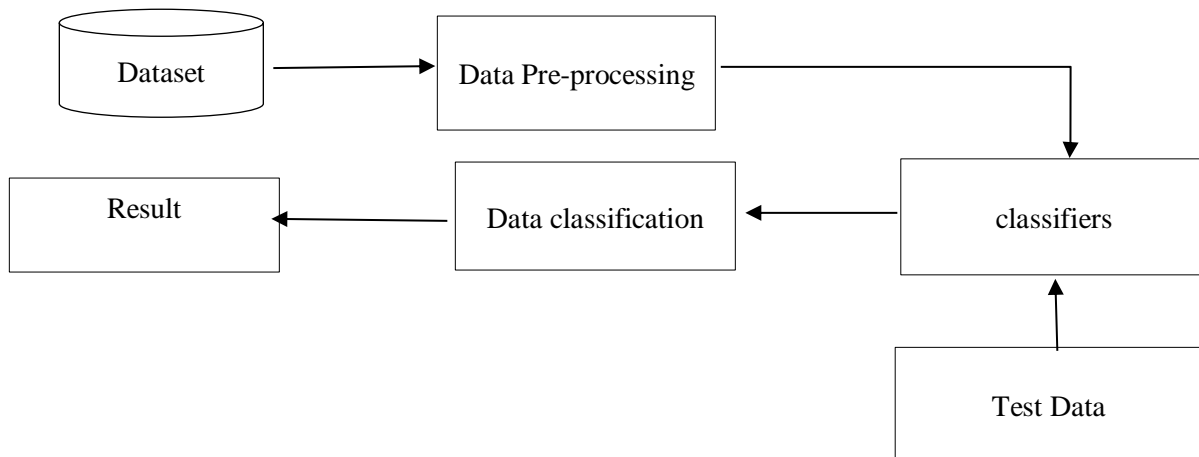 Dataset
Data Pre-processing
Result
Data classification
classifiers
Test Data